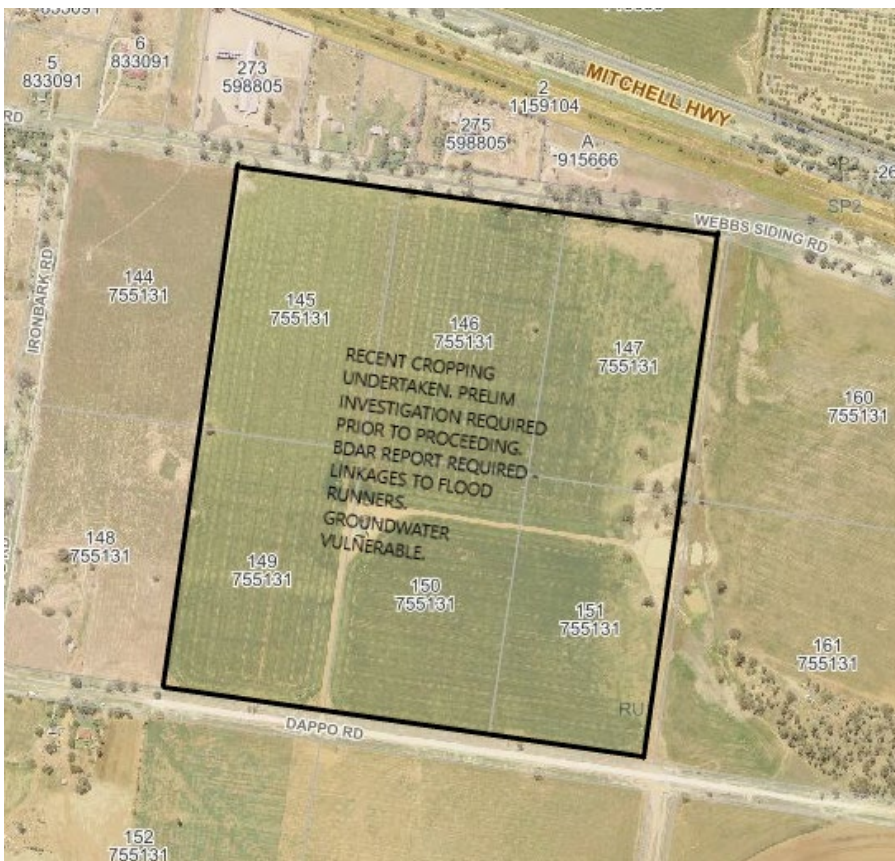 833091
6
833091
5
833091
273
598805
2
1159104
MITCHELL HWY
275
598805
A
915666
SP2
WEBBS SIDING RD
RD
IRONBARK RD
144
755131
145
755131
146
755131
147
755131
160
755131
RECENT CROPPING
UNDERTAKEN. PRELIM
INVESTIGATION REQUIRED
PRIOR TO PROCEEDING.
BDAR REPORT REQUIRED -
LINKAGES TO FLOOD
RUNNERS.
GROUNDWATER
VULNERABLE.
148
755131
149
755131
150
755131
151
755131
161
755131
RU
DAPPO RD
152
755131